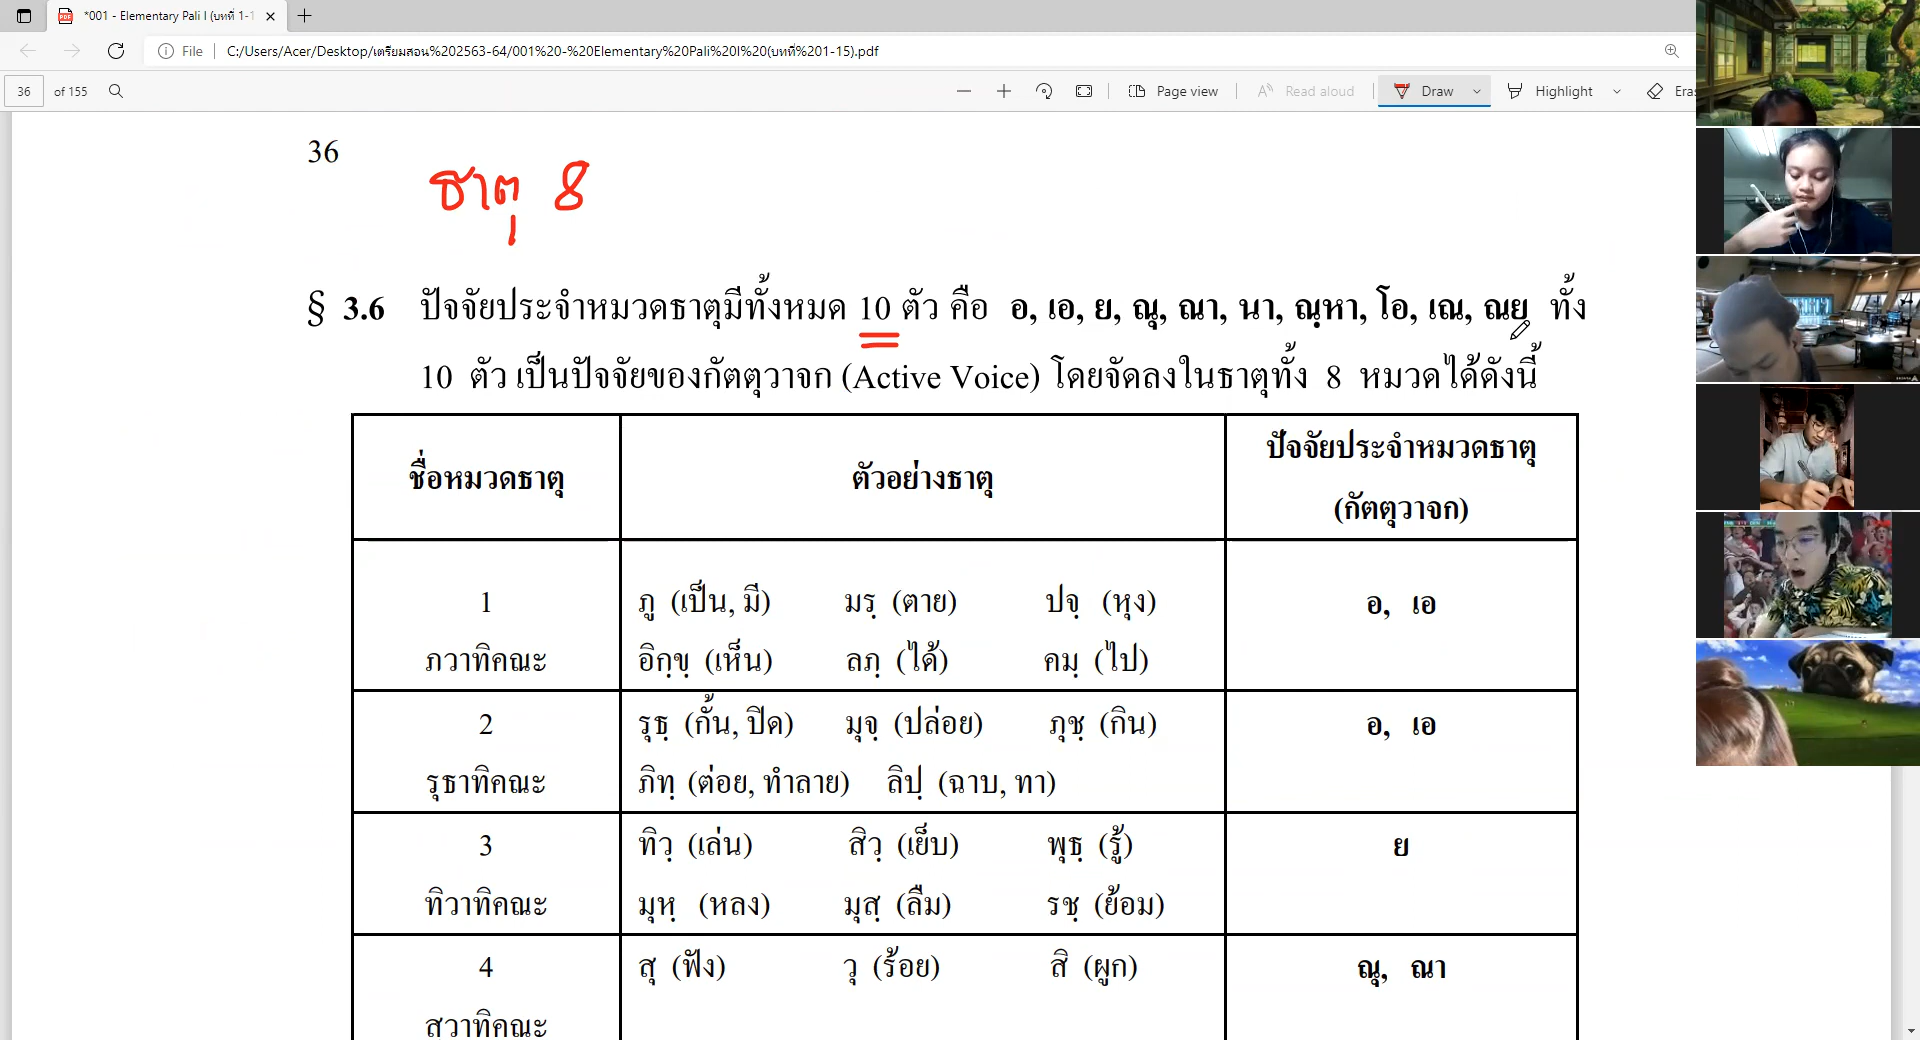 *001 - Elementary Pali I (บทที่ 1-1
File
C:/Users/Acer/Desktop/เตรียมสอน%202563-64/001%20-%20Elementary%20Pali%20I%20(บทที่%201-15).pdf
36 of 155
Page view
Read aloud
Draw
Highlight
Eras
36
ธาตุ 8
§ 3.6 ปัจจัยประจำหมวดธาตุมีทั้งหมด 10 ตัว คือ อ, เอ, ย, ณุ, ณา, นา, ณฺหา, โอ, เณ, ณย ทั้ง
10 ตัว เป็นปัจจัยของกัตตุวาจก (Active Voice) โดยจัดลงในธาตุทั้ง 8 หมวดได้ดังนี้
ชื่อหมวดธาตุ
ตัวอย่างธาตุ
ปัจจัยประจำหมวดธาตุ
(กัตตุวาจก)
1
ภวาทิคณะ
ภู (เป็น, มี) มรฺ (ตาย) ปจฺ (หุง)
อิกฺขฺ (เห็น) ลภฺ (ได้) คมฺ (ไป)
อ, เอ
2
รุธาทิคณะ
รุธฺ (กั้น, ปิด) มุจฺ (ปล่อย) ภุชฺ (กิน)
ภิทฺ (ต่อย, ทำลาย) ลิปฺ (ฉาบ, ทา)
อ, เอ
3
ทิวาทิคณะ
ทิวฺ (เล่น) สิวฺ (เย็บ) พุธฺ (รู้)
มุหฺ (หลง) มุสฺ (ลืม) รชฺ (ย้อม)
ย
4
สวาทิคณะ
สุ (ฟัง) วุ (ร้อย) สิ (ผูก)
ณุ, ณา